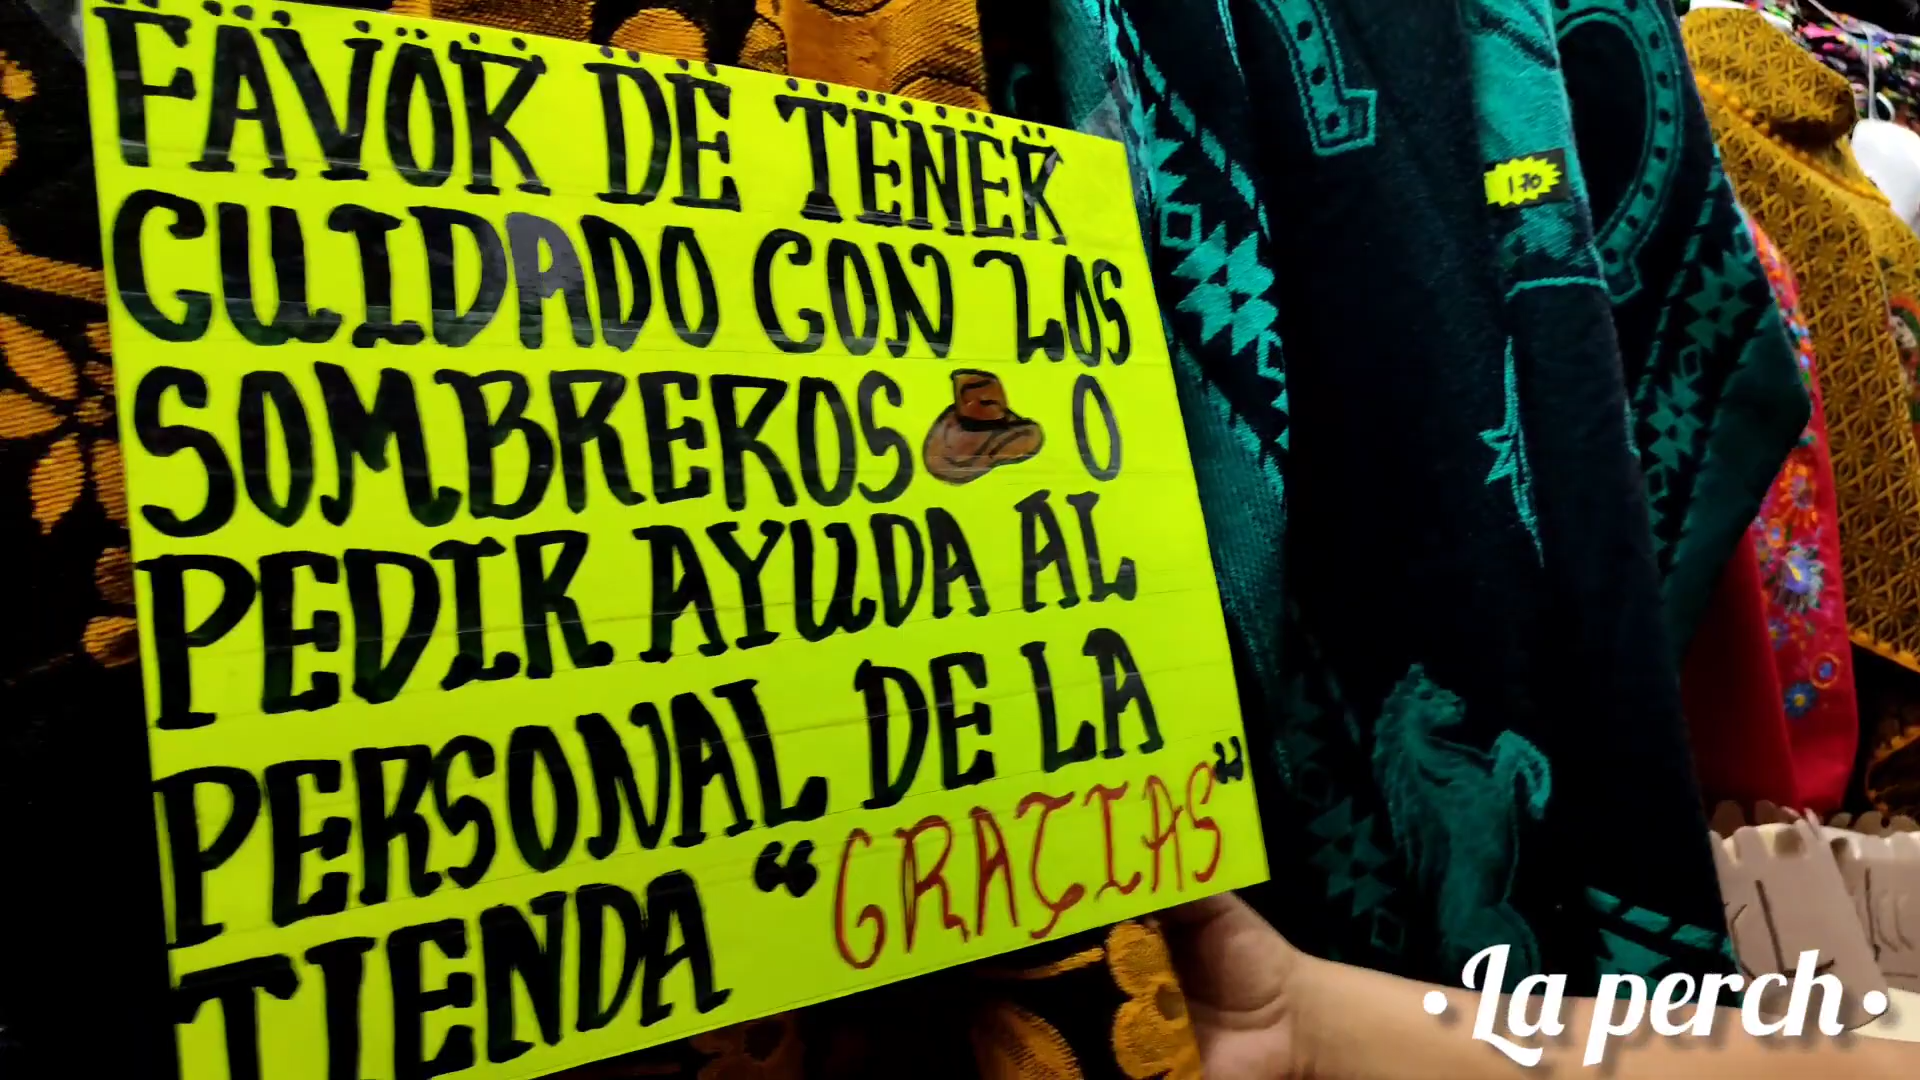 FAVOR DE TENER
CUIDADO CON LOS
SOMBREROS O
PEDIR AYUDA AL
PERSONAL DE LA
TIENDA "GRACIAS"
170
• La perch •